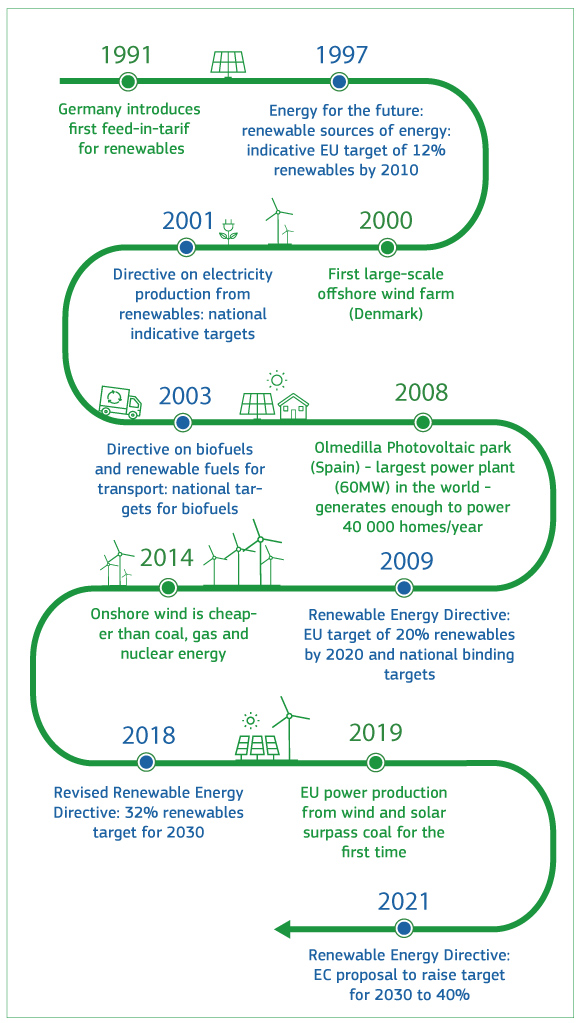 1991
Germany introduces
first feed-in-tarif
for renewables
1997
Energy for the future:
renewable sources of energy:
indicative EU target of 12%
renewables by 2010
2000
First large-scale
offshore wind farm
(Denmark)
2001
Directive on electricity
production from
renewables: national
indicative targets
2003
Directive on biofuels
and renewable fuels for
transport: national tar-
gets for biofuels
2008
Olmedilla Photovoltaic park
(Spain) - largest power plant
(60MW) in the world -
generates enough to power
40 000 homes/year
2009
Renewable Energy Directive:
EU target of 20% renewables
by 2020 and national binding
targets
2014
Onshore wind is cheap-
er than coal, gas and
nuclear energy
2018
Revised Renewable Energy
Directive: 32% renewables
target for 2030
2019
EU power production
from wind and solar
surpass coal for the
first time
2021
Renewable Energy Directive:
EC proposal to raise target
for 2030 to 40%